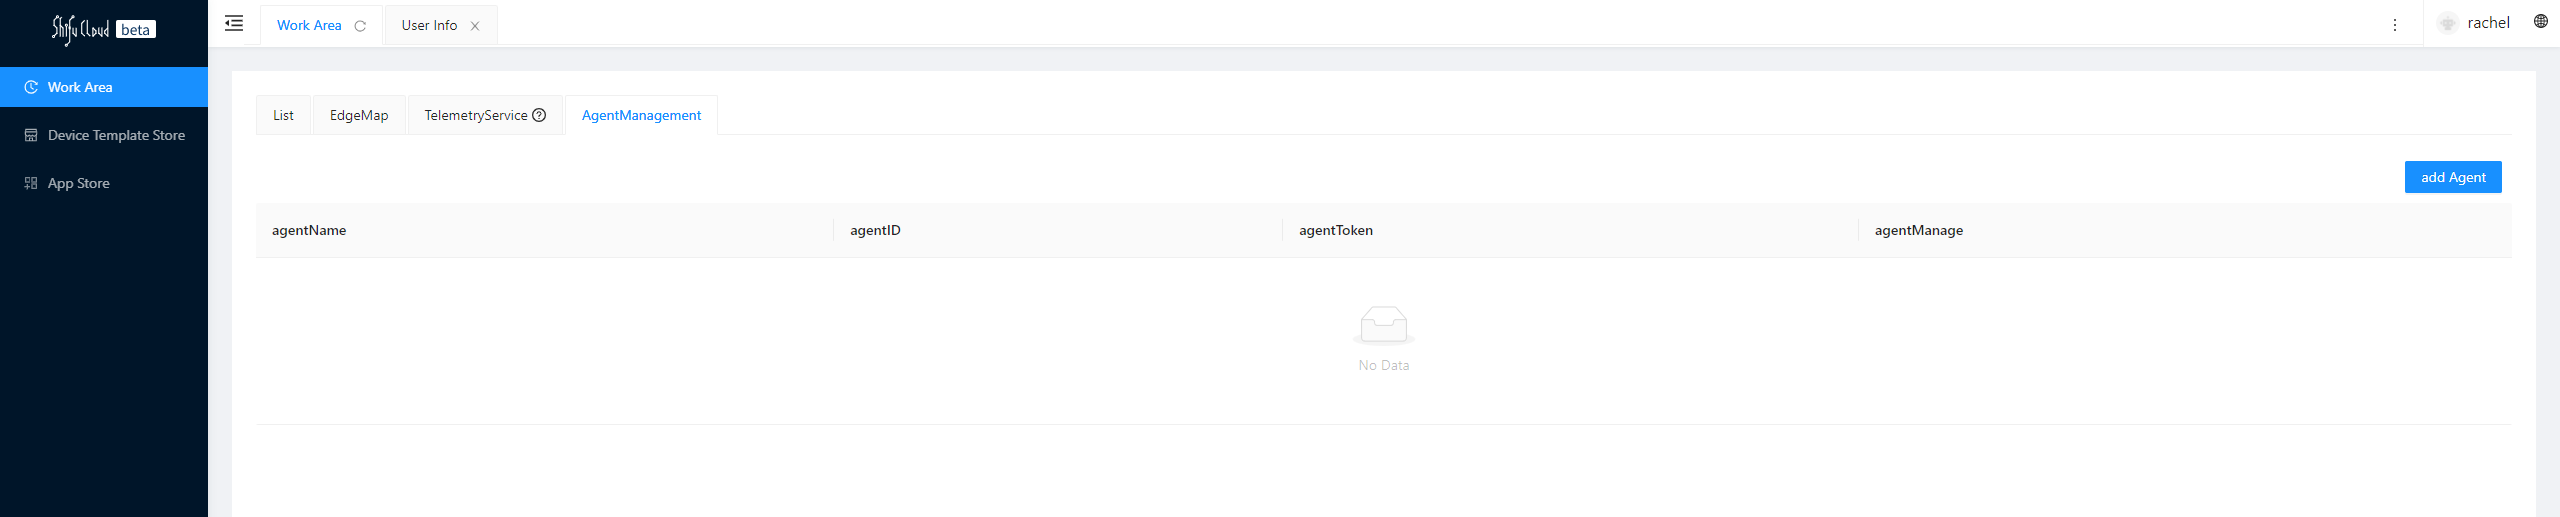 Shifu Cloud beta
Work Area
User Info
rachel
Work Area
Device Template Store
App Store
List
EdgeMap
TelemetryService
AgentManagement
add Agent
agentName
agentID
agentToken
agentManage
No Data